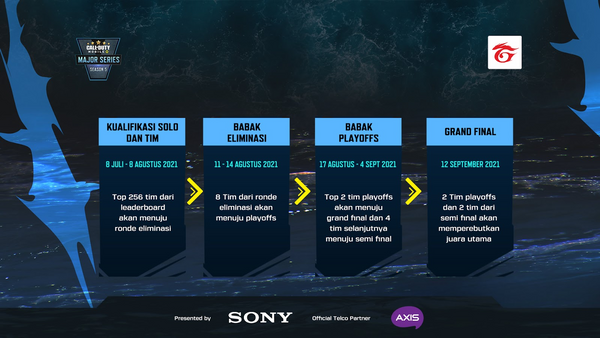 CALL OF DUTY
MOBILE
MAJOR SERIES
SEASON 5
KUALIFIKASI SOLO
DAN TIM
8 JULI - 8 AGUSTUS 2021
Top 256 tim dari
leaderboard
akan menuju
ronde eliminasi
BABAK
ELIMINASI
11 - 14 AGUSTUS 2021
8 Tim dari ronde
eliminasi akan
menuju playoffs
BABAK
PLAYOFFS
17 AGUSTUS - 4 SEPT 2021
Top 2 tim playoffs
akan menuju
grand final dan 4
tim selanjutnya
menuju semi final
GRAND FINAL
12 SEPTEMBER 2021
2 Tim playoffs
dan 2 tim dari
semi final akan
memperebutkan
juara utama
Presented by
SONY
Official Telco Partner
AXIS